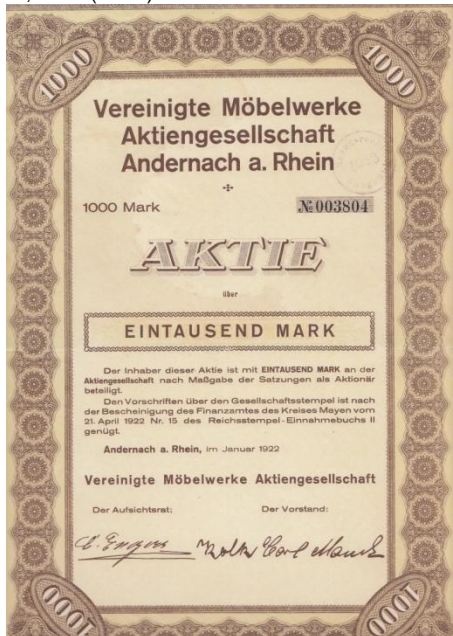 1000
1000
Vereinigte Möbelwerke
Aktiengesellschaft
Andernach a. Rhein
1000 Mark
№ 003804
AKTIE
über
EINTAUSEND MARK
Der Inhaber dieser Aktie ist mit EINTAUSEND MARK an der
Aktiengesellschaft nach Maßgabe der Satzungen als Aktionär
beteiligt.
Den Vorschriften über den Gesellschaftsstempel ist nach
der Bescheinigung des Finanzamtes des Kreises Mayen vom
21. April 1922 Nr. 15 des Reichsstempel-Einnahmebuchs II
genügt.
Andernach a. Rhein, im Januar 1922
Vereinigte Möbelwerke Aktiengesellschaft
Der Aufsichtsrat:
Der Vorstand:
1000
1000